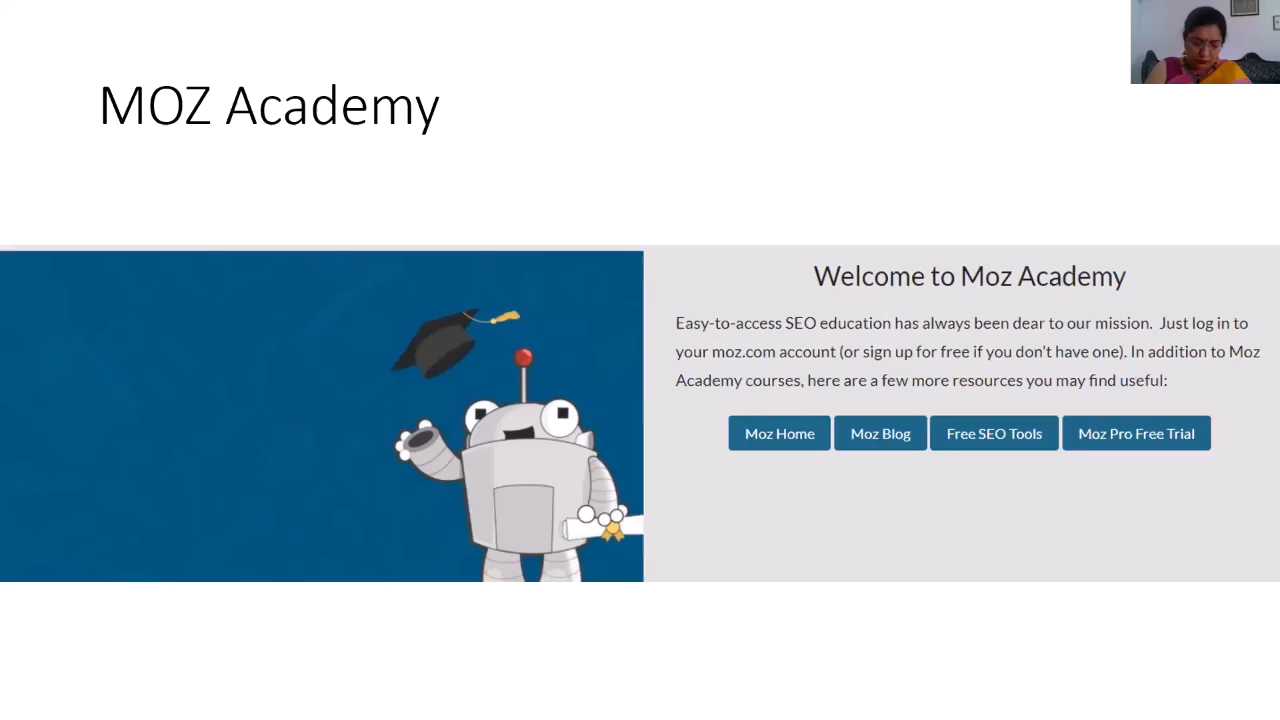 MOZ Academy
Welcome to Moz Academy
Easy-to-access SEO education has always been dear to our mission.  Just log in to
your moz.com account (or sign up for free if you don't have one). In addition to Moz
Academy courses, here are a few more resources you may find useful:
Moz Home
Moz Blog
Free SEO Tools
Moz Pro Free Trial